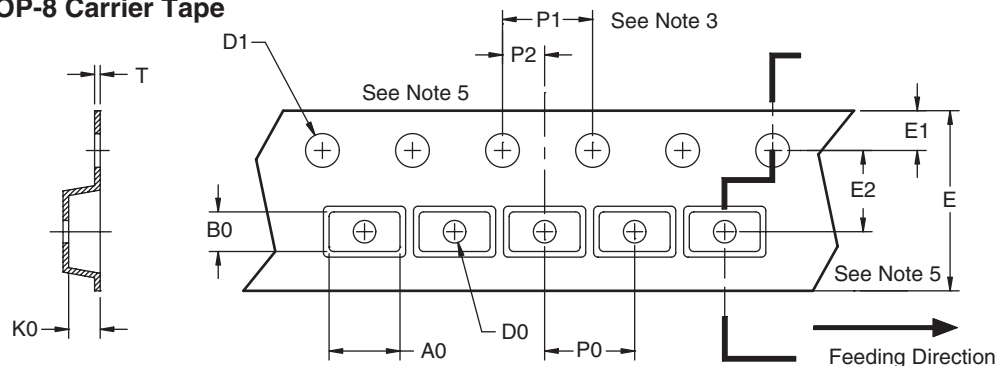 OP-8 Carrier Tape
P1
See Note 3
D1
P2
T
See Note 5
E1
E2
E
B0
See Note 5
K0
A0
D0
P0
Feeding Direction